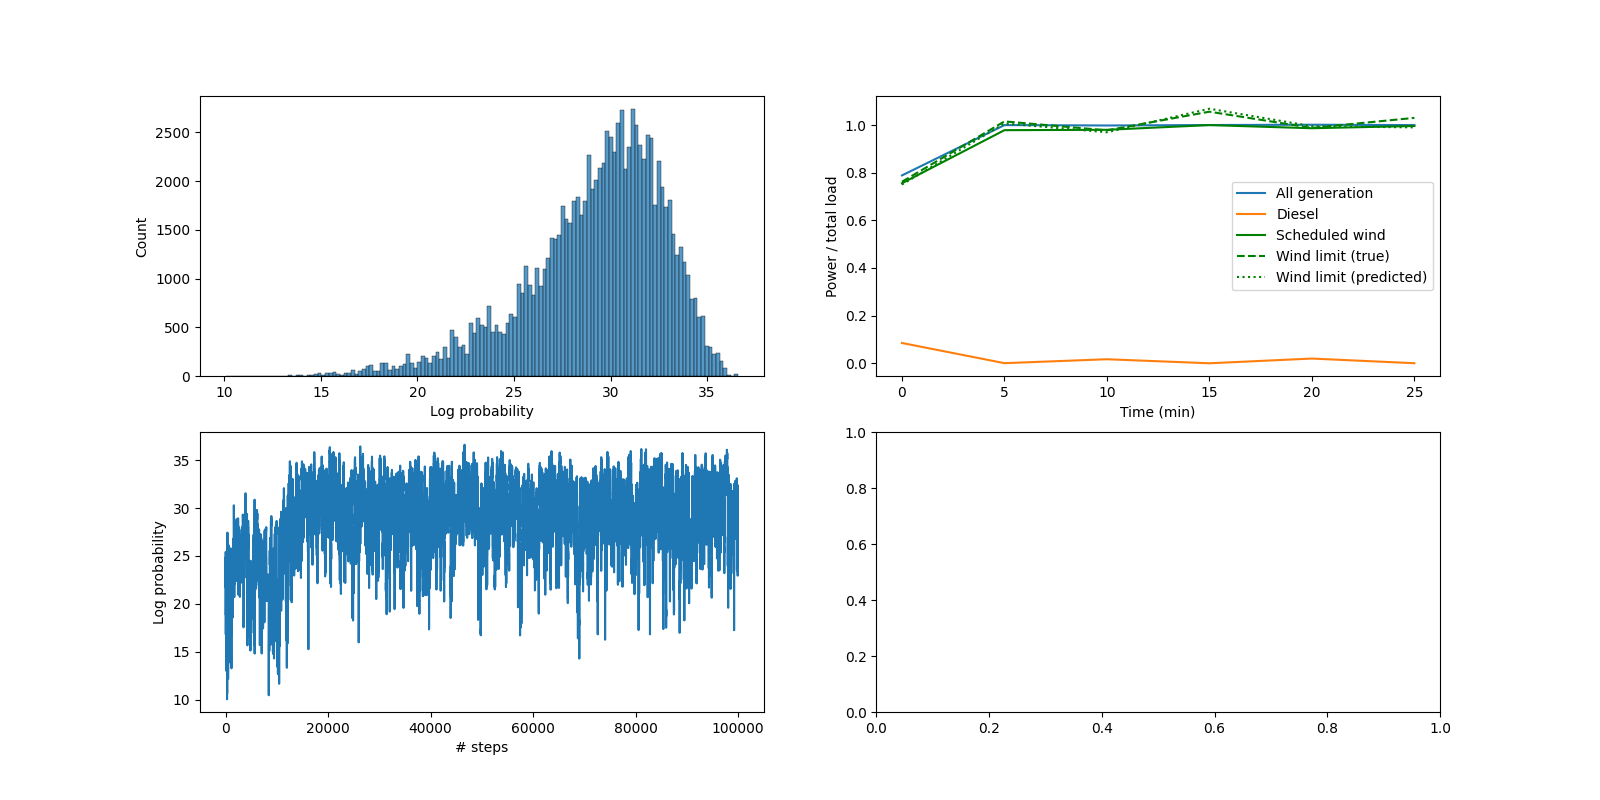 2500
2000
1500
1000
500
0
Count
10 15 20 25 30 35
Log probability
1.0
0.8
0.6
0.4
0.2
0.0
Power / total load
All generation
Diesel
Scheduled wind
Wind limit (true)
Wind limit (predicted)
0 5 10 15 20 25
Time (min)
35
30
25
20
15
10
Log probability
0 20000 40000 60000 80000 100000
# steps
1.0
0.8
0.6
0.4
0.2
0.0
0.0 0.2 0.4 0.6 0.8 1.0